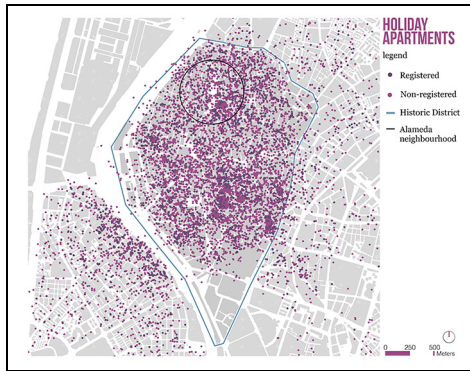 HOLIDAY
APARTMENTS
legend
Registered
Non-registered
Historic District
Alameda
neighbourhood
0 250 500 Meters